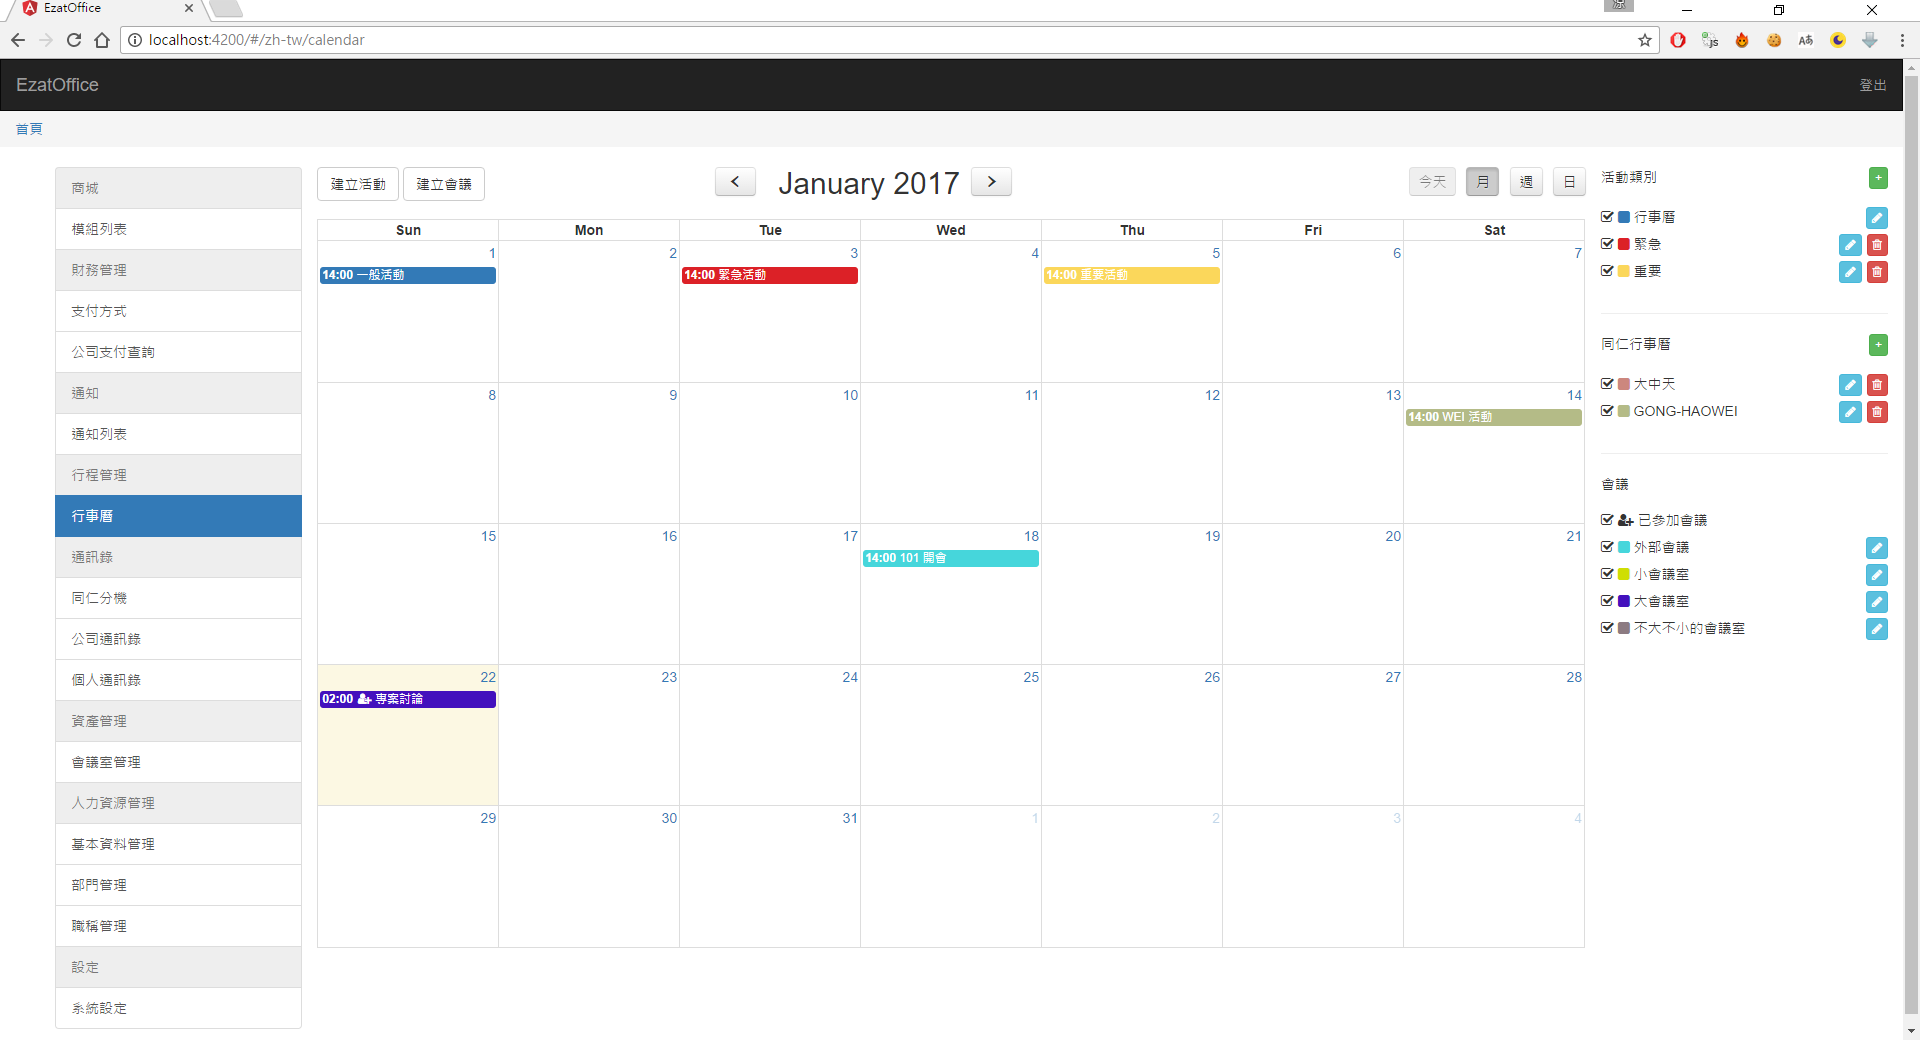 EzatOffice
localhost:4200/#/zh-tw/calendar
EzatOffice
登出
首頁
商城
模組列表
財務管理
支付方式
公司支付查詢
通知
通知列表
行程管理
行事曆
通訊錄
同仁分機
公司通訊錄
個人通訊錄
資產管理
會議室管理
人力資源管理
基本資料管理
部門管理
職稱管理
設定
系統設定
建立活動 建立會議
January 2017
今天 月 週 日
Sun Mon Tue Wed Thu Fri Sat
1 2 3 4 5 6 7
14:00 一般活動 14:00 緊急活動 14:00 重要活動
8 9 10 11 12 13 14
14:00 WEI 活動
15 16 17 18 19 20 21
14:00 101 開會
22 23 24 25 26 27 28
02:00 專案討論
29 30 31 1 2 3 4
活動類別
+
行事曆
緊急
重要
同仁行事曆
+
大中天
GONG-HAOWEI
會議
已參加會議
外部會議
小會議室
大會議室
不大不小的會議室